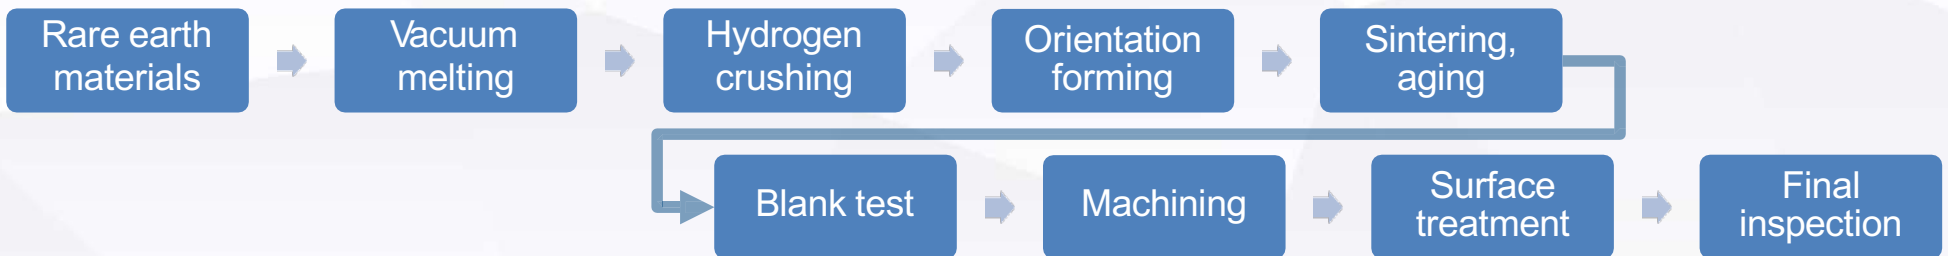 Rare earth
materials
Vacuum
melting
Hydrogen
crushing
Orientation
forming
Sintering,
aging
Blank test
Machining
Surface
treatment
Final
inspection